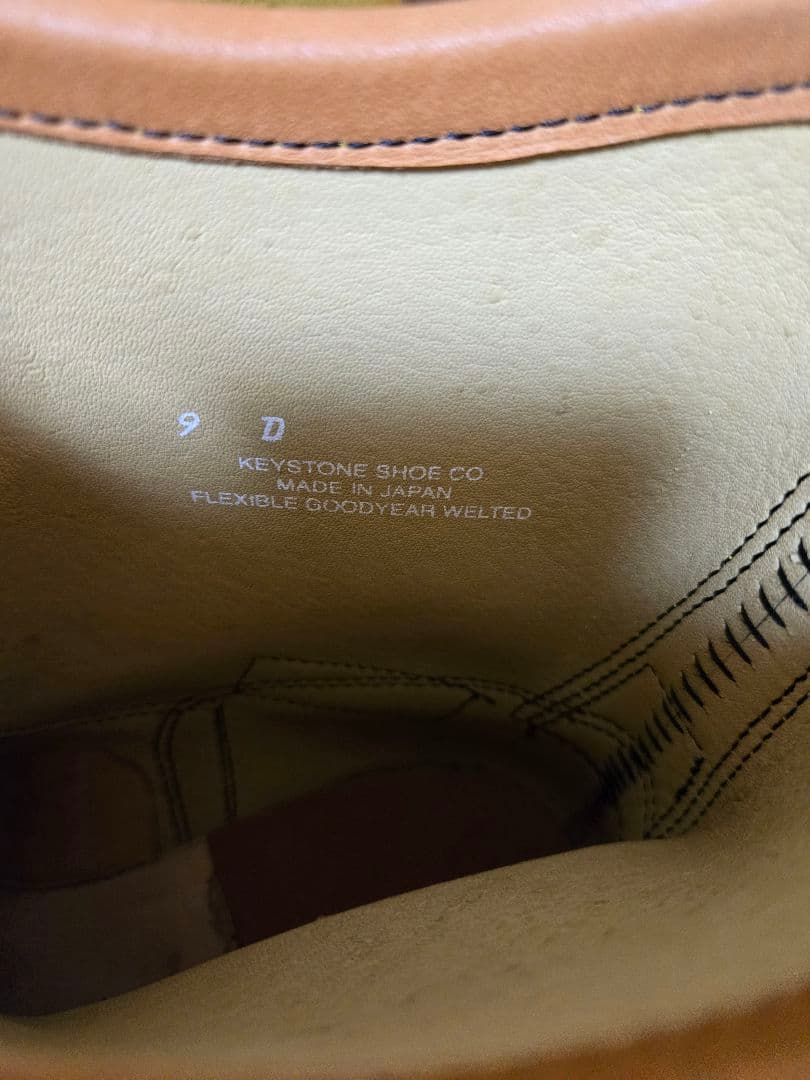 9 D
KEYSTONE SHOE CO
MADE IN JAPAN
FLEXIBLE GOODYEAR WELTED